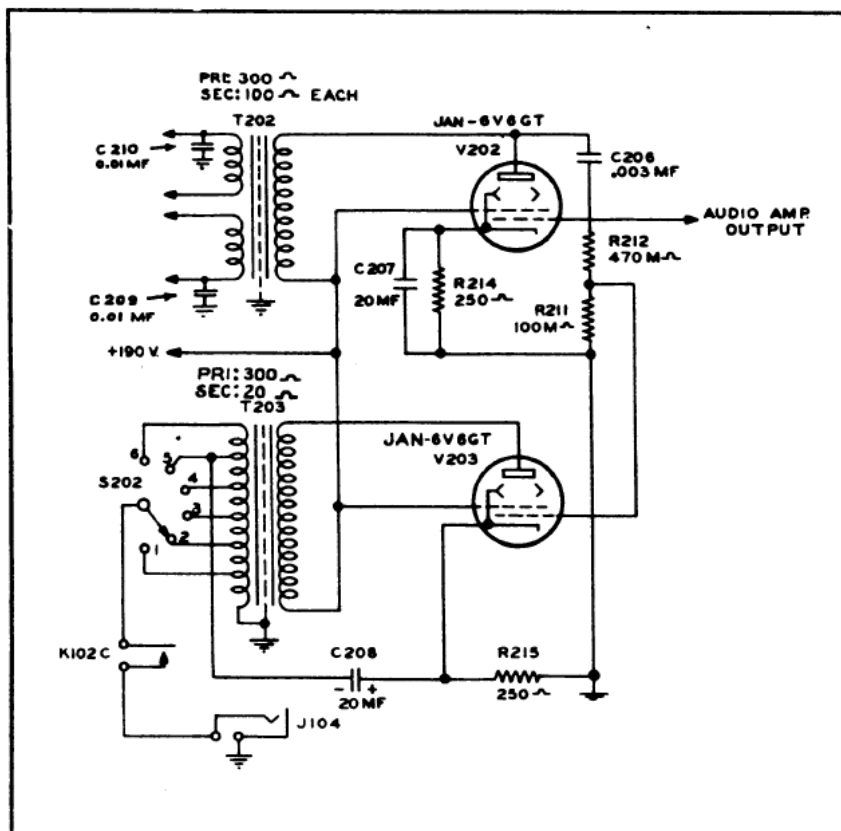 PRI: 300 ⌒
SEC: 100 ⌒ EACH
T202
JAN-6V6GT
V202
C 210
0.01 MF
C206
.003 MF
AUDIO AMP.
OUTPUT
R212
470 M⌒
C207
20 MF
R214
250 ⌒
R211
100 M⌒
C 209
0.01 MF
+190 V.
PRI: 300 ⌒
SEC: 20 ⌒
T203
JAN-6V6GT
V203
6
5
4
S202
3
2
1
K102 C
C 208
- +
20 MF
R215
250 ⌒
J104